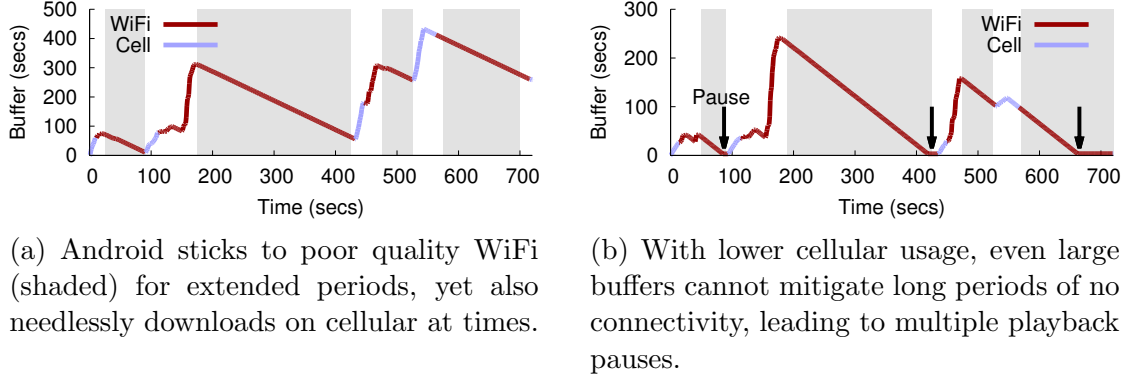 500
400
300
200
100
0
Buffer (secs)
WiFi
Cell
0 100 200 300 400 500 600 700
Time (secs)
(a) Android sticks to poor quality WiFi
(shaded) for extended periods, yet also
needlessly downloads on cellular at times.
300
200
100
0
Buffer (secs)
WiFi
Cell
Pause
0 100 200 300 400 500 600 700
Time (secs)
(b) With lower cellular usage, even large
buffers cannot mitigate long periods of no
connectivity, leading to multiple playback
pauses.